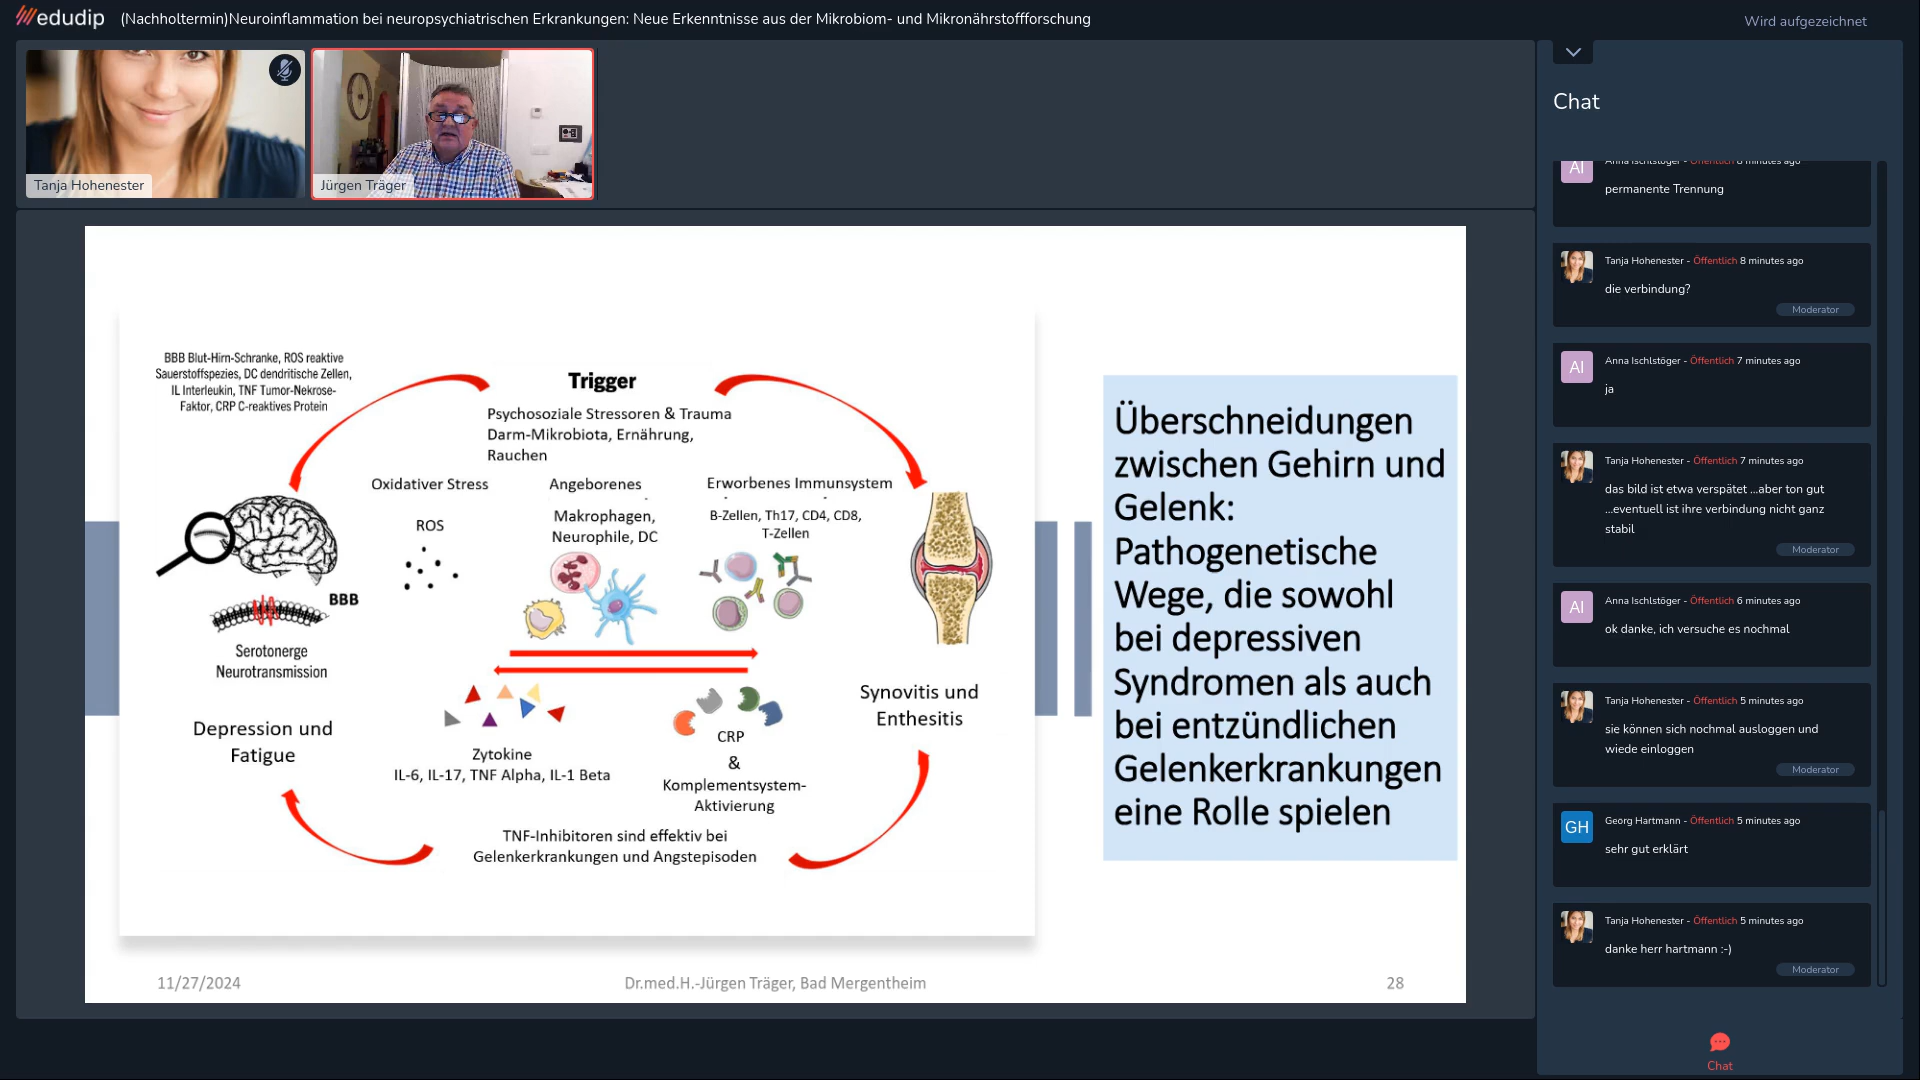 edudip
(Nachholtermin)Neuroinflammation bei neuropsychiatrischen Erkrankungen: Neue Erkenntnisse aus der Mikrobiom- und Mikronährstoffforschung
Wird aufgezeichnet
Tanja Hohenester
Jürgen Träger
BBB Blut-Hirn-Schranke, ROS reaktive
Sauerstoffspezies, DC dendritische Zellen,
IL Interleukin, TNF Tumor-Nekrose-
Faktor, CRP C-reaktives Protein
Trigger
Psychosoziale Stressoren & Trauma
Darm-Mikrobiota, Ernährung,
Rauchen
Oxidativer Stress
ROS
Angeborenes
Makrophagen,
Neurophile, DC
Erworbenes Immunsystem
B-Zellen, Th17, CD4, CD8,
T-Zellen
BBB
Serotonerge
Neurotransmission
Depression und
Fatigue
Zytokine
IL-6, IL-17, TNF Alpha, IL-1 Beta
CRP
&
Komplementsystem-
Aktivierung
Synovitis und
Enthesitis
TNF-Inhibitoren sind effektiv bei
Gelenkerkrankungen und Angstepisoden
Überschneidungen
zwischen Gehirn und
Gelenk:
Pathogenetische
Wege, die sowohl
bei depressiven
Syndromen als auch
bei entzündlichen
Gelenkerkrankungen
eine Rolle spielen
11/27/2024
Dr.med.H.-Jürgen Träger, Bad Mergentheim
28
Chat
AI
Anna Ischlstöger - Öffentlich 8 minutes ago
permanente Trennung
Tanja Hohenester - Öffentlich 8 minutes ago
die verbindung?
Moderator
AI
Anna Ischlstöger - Öffentlich 7 minutes ago
ja
Tanja Hohenester - Öffentlich 7 minutes ago
das bild ist etwa verspätet ...aber ton gut
...eventuell ist ihre verbindung nicht ganz
stabil
Moderator
AI
Anna Ischlstöger - Öffentlich 6 minutes ago
ok danke, ich versuche es nochmal
Tanja Hohenester - Öffentlich 5 minutes ago
sie können sich nochmal ausloggen und
wiede einloggen
Moderator
GH
Georg Hartmann - Öffentlich 5 minutes ago
sehr gut erklärt
Tanja Hohenester - Öffentlich 5 minutes ago
danke herr hartmann :-)
Moderator
Chat